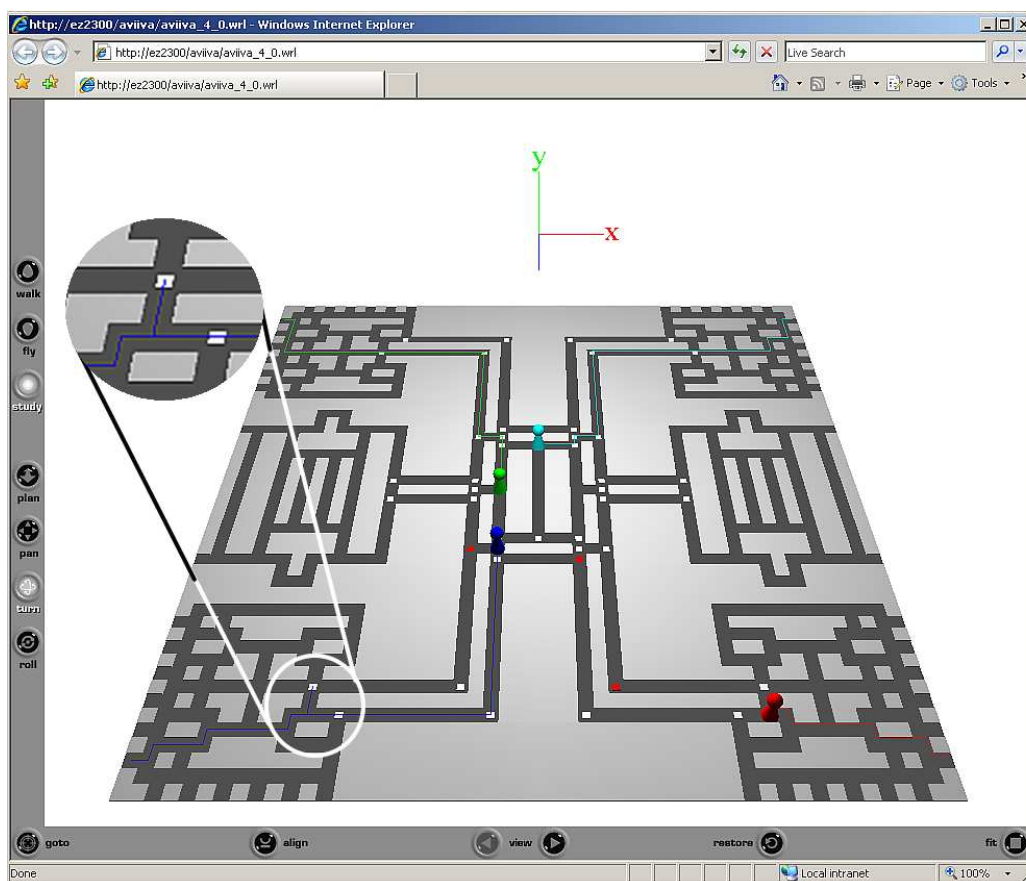 http://ez2300/aviiva/aviiva_4_0.wrl - Windows Internet Explorer
http://ez2300/aviiva/aviiva_4_0.wrl
Live Search
http://ez2300/aviiva/aviiva_4_0.wrl
Page
Tools
y
x
walk
fly
study
plan
pan
turn
roll
goto
align
view
restore
fit
Done
Local intranet
100%